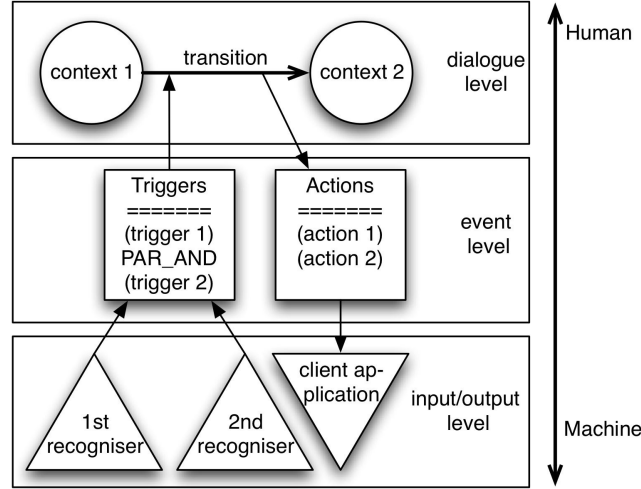 context 1
transition
context 2
dialogue
level
Human
Triggers
=======
(trigger 1)
PAR_AND
(trigger 2)
Actions
=======
(action 1)
(action 2)
event
level
1st
recogniser
2nd
recogniser
client ap-
plication
input/output
level
Machine